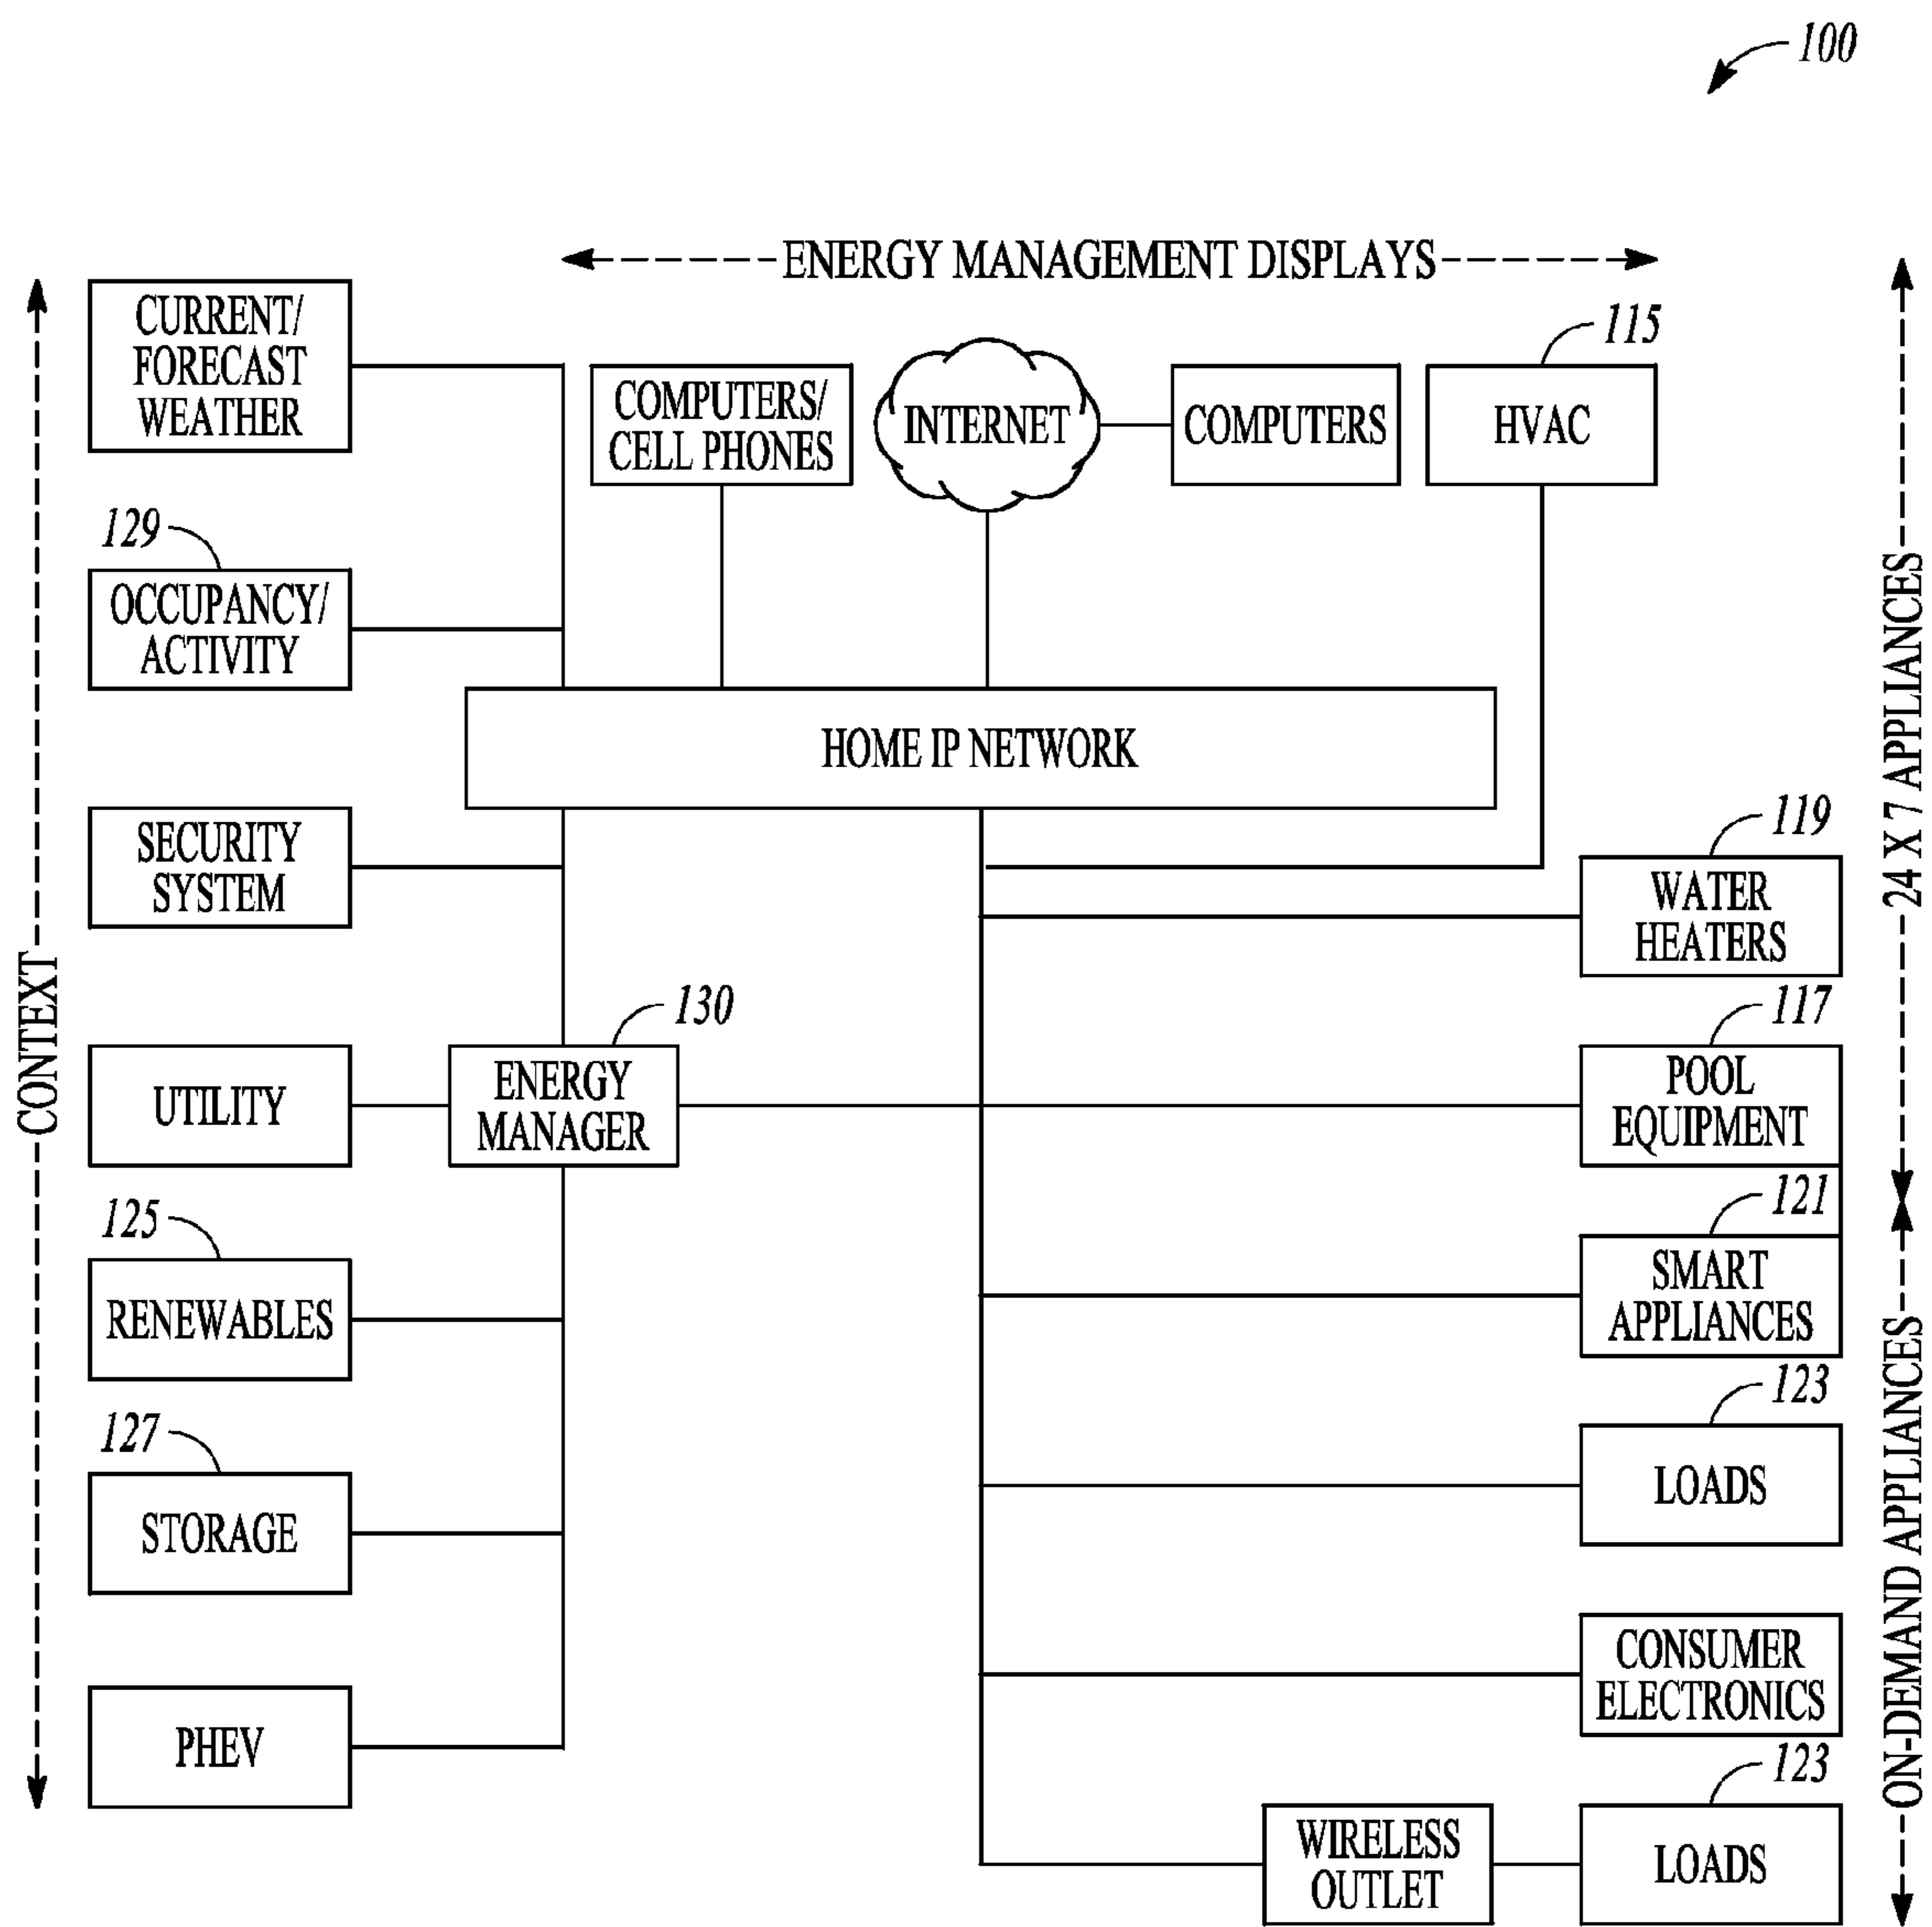 100
ENERGY MANAGEMENT DISPLAYS
CURRENT/
FORECAST
WEATHER
COMPUTERS/
CELL PHONES
INTERNET
COMPUTERS
115
HVAC
129
OCCUPANCY/
ACTIVITY
HOME IP NETWORK
24 X 7 APPLIANCES
SECURITY
SYSTEM
119
WATER
HEATERS
CONTEXT
UTILITY
130
ENERGY
MANAGER
117
POOL
EQUIPMENT
125
RENEWABLES
121
SMART
APPLIANCES
127
STORAGE
123
LOADS
ON-DEMAND APPLIANCES
PHEV
CONSUMER
ELECTRONICS
WIRELESS
OUTLET
123
LOADS